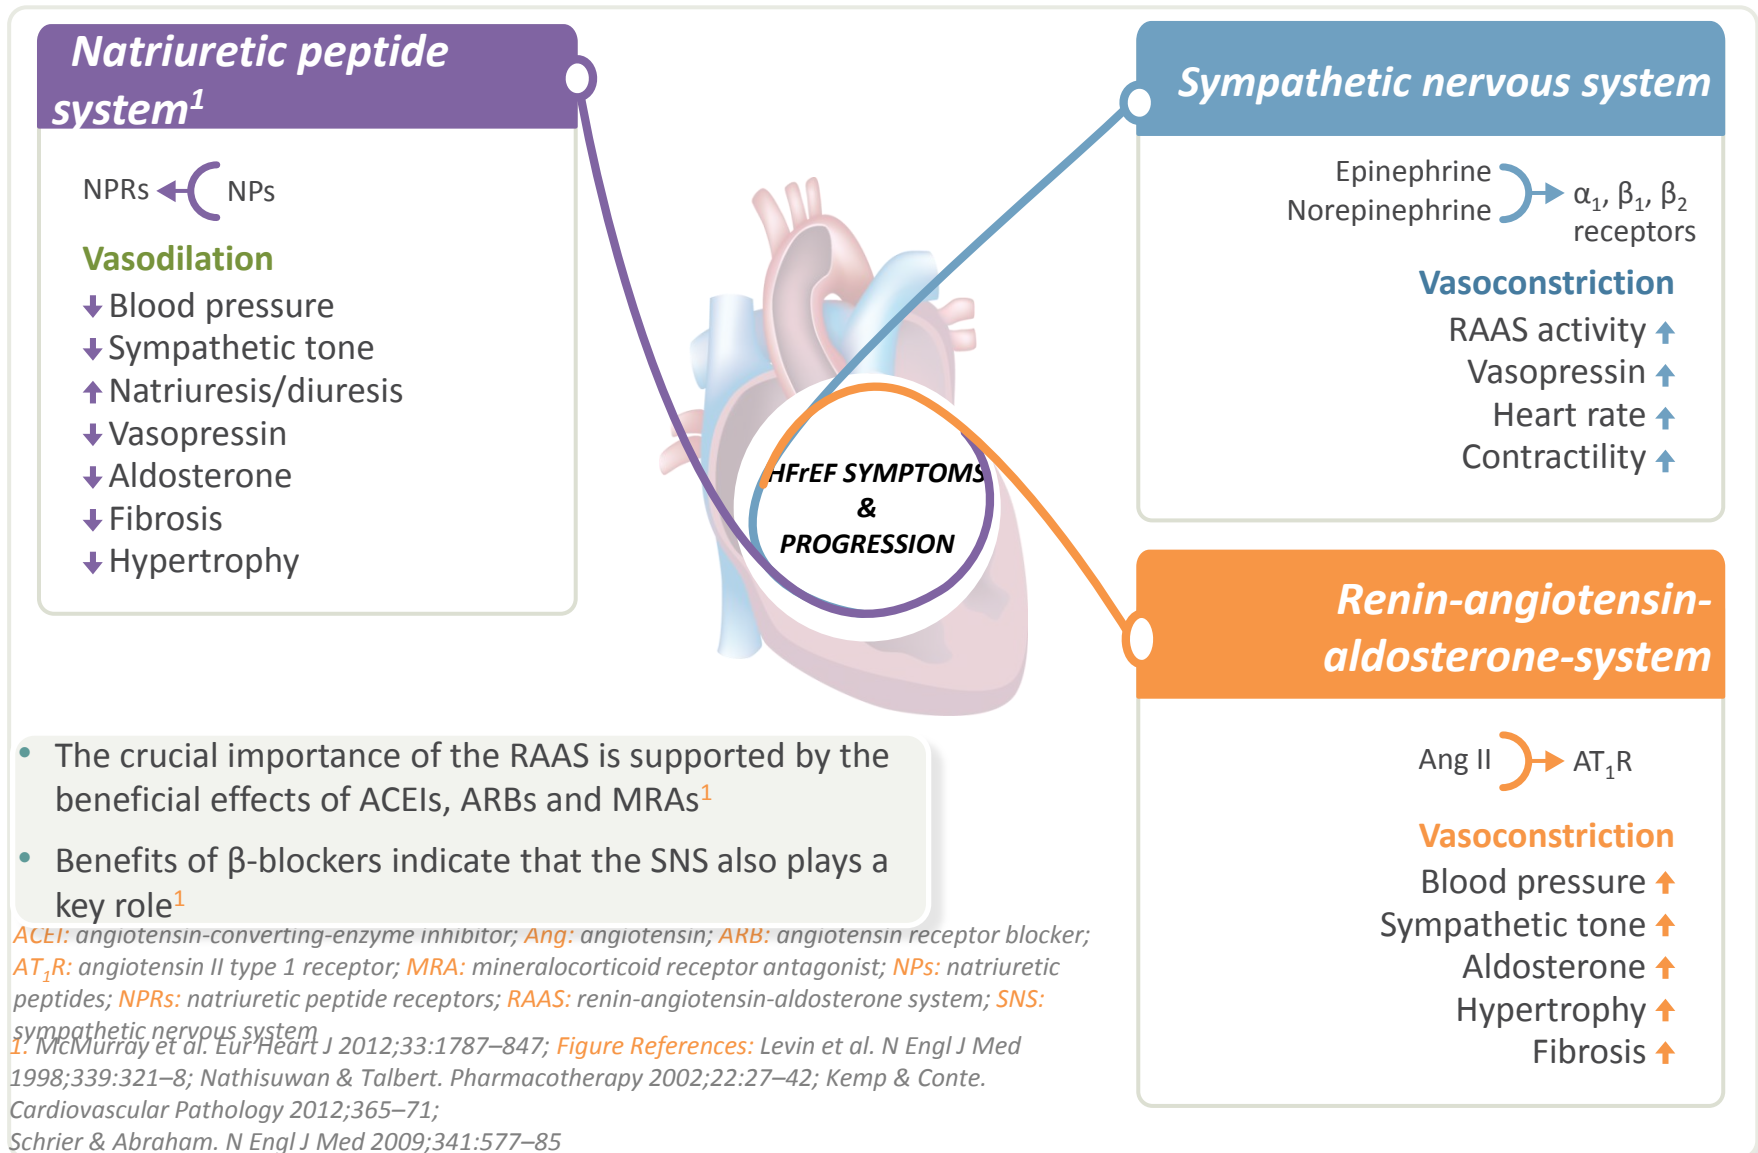 Natriuretic peptide
system¹
NPRs NPs
Vasodilation
Blood pressure
Sympathetic tone
Natriuresis/diuresis
Vasopressin
Aldosterone
Fibrosis
Hypertrophy
Sympathetic nervous system
Epinephrine
Norepinephrine
α₁, β₁, β₂
receptors
Vasoconstriction
RAAS activity
Vasopressin
Heart rate
Contractility
HFrEF SYMPTOMS
&
PROGRESSION
Renin-angiotensin-
aldosterone-system
Ang II AT₁R
Vasoconstriction
Blood pressure
Sympathetic tone
Aldosterone
Hypertrophy
Fibrosis
• The crucial importance of the RAAS is supported by the
beneficial effects of ACEIs, ARBs and MRAs¹
• Benefits of β-blockers indicate that the SNS also plays a
key role¹
ACEI: angiotensin-converting-enzyme inhibitor; Ang: angiotensin; ARB: angiotensin receptor blocker;
AT₁R: angiotensin II type 1 receptor; MRA: mineralocorticoid receptor antagonist; NPs: natriuretic
peptides; NPRs: natriuretic peptide receptors; RAAS: renin-angiotensin-aldosterone system; SNS:
sympathetic nervous system
1. McMurray et al. Eur Heart J 2012;33:1787–847; Figure References: Levin et al. N Engl J Med
1998;339:321–8; Nathisuwan & Talbert. Pharmacotherapy 2002;22:27–42; Kemp & Conte.
Cardiovascular Pathology 2012;365–71;
Schrier & Abraham. N Engl J Med 2009;341:577–85